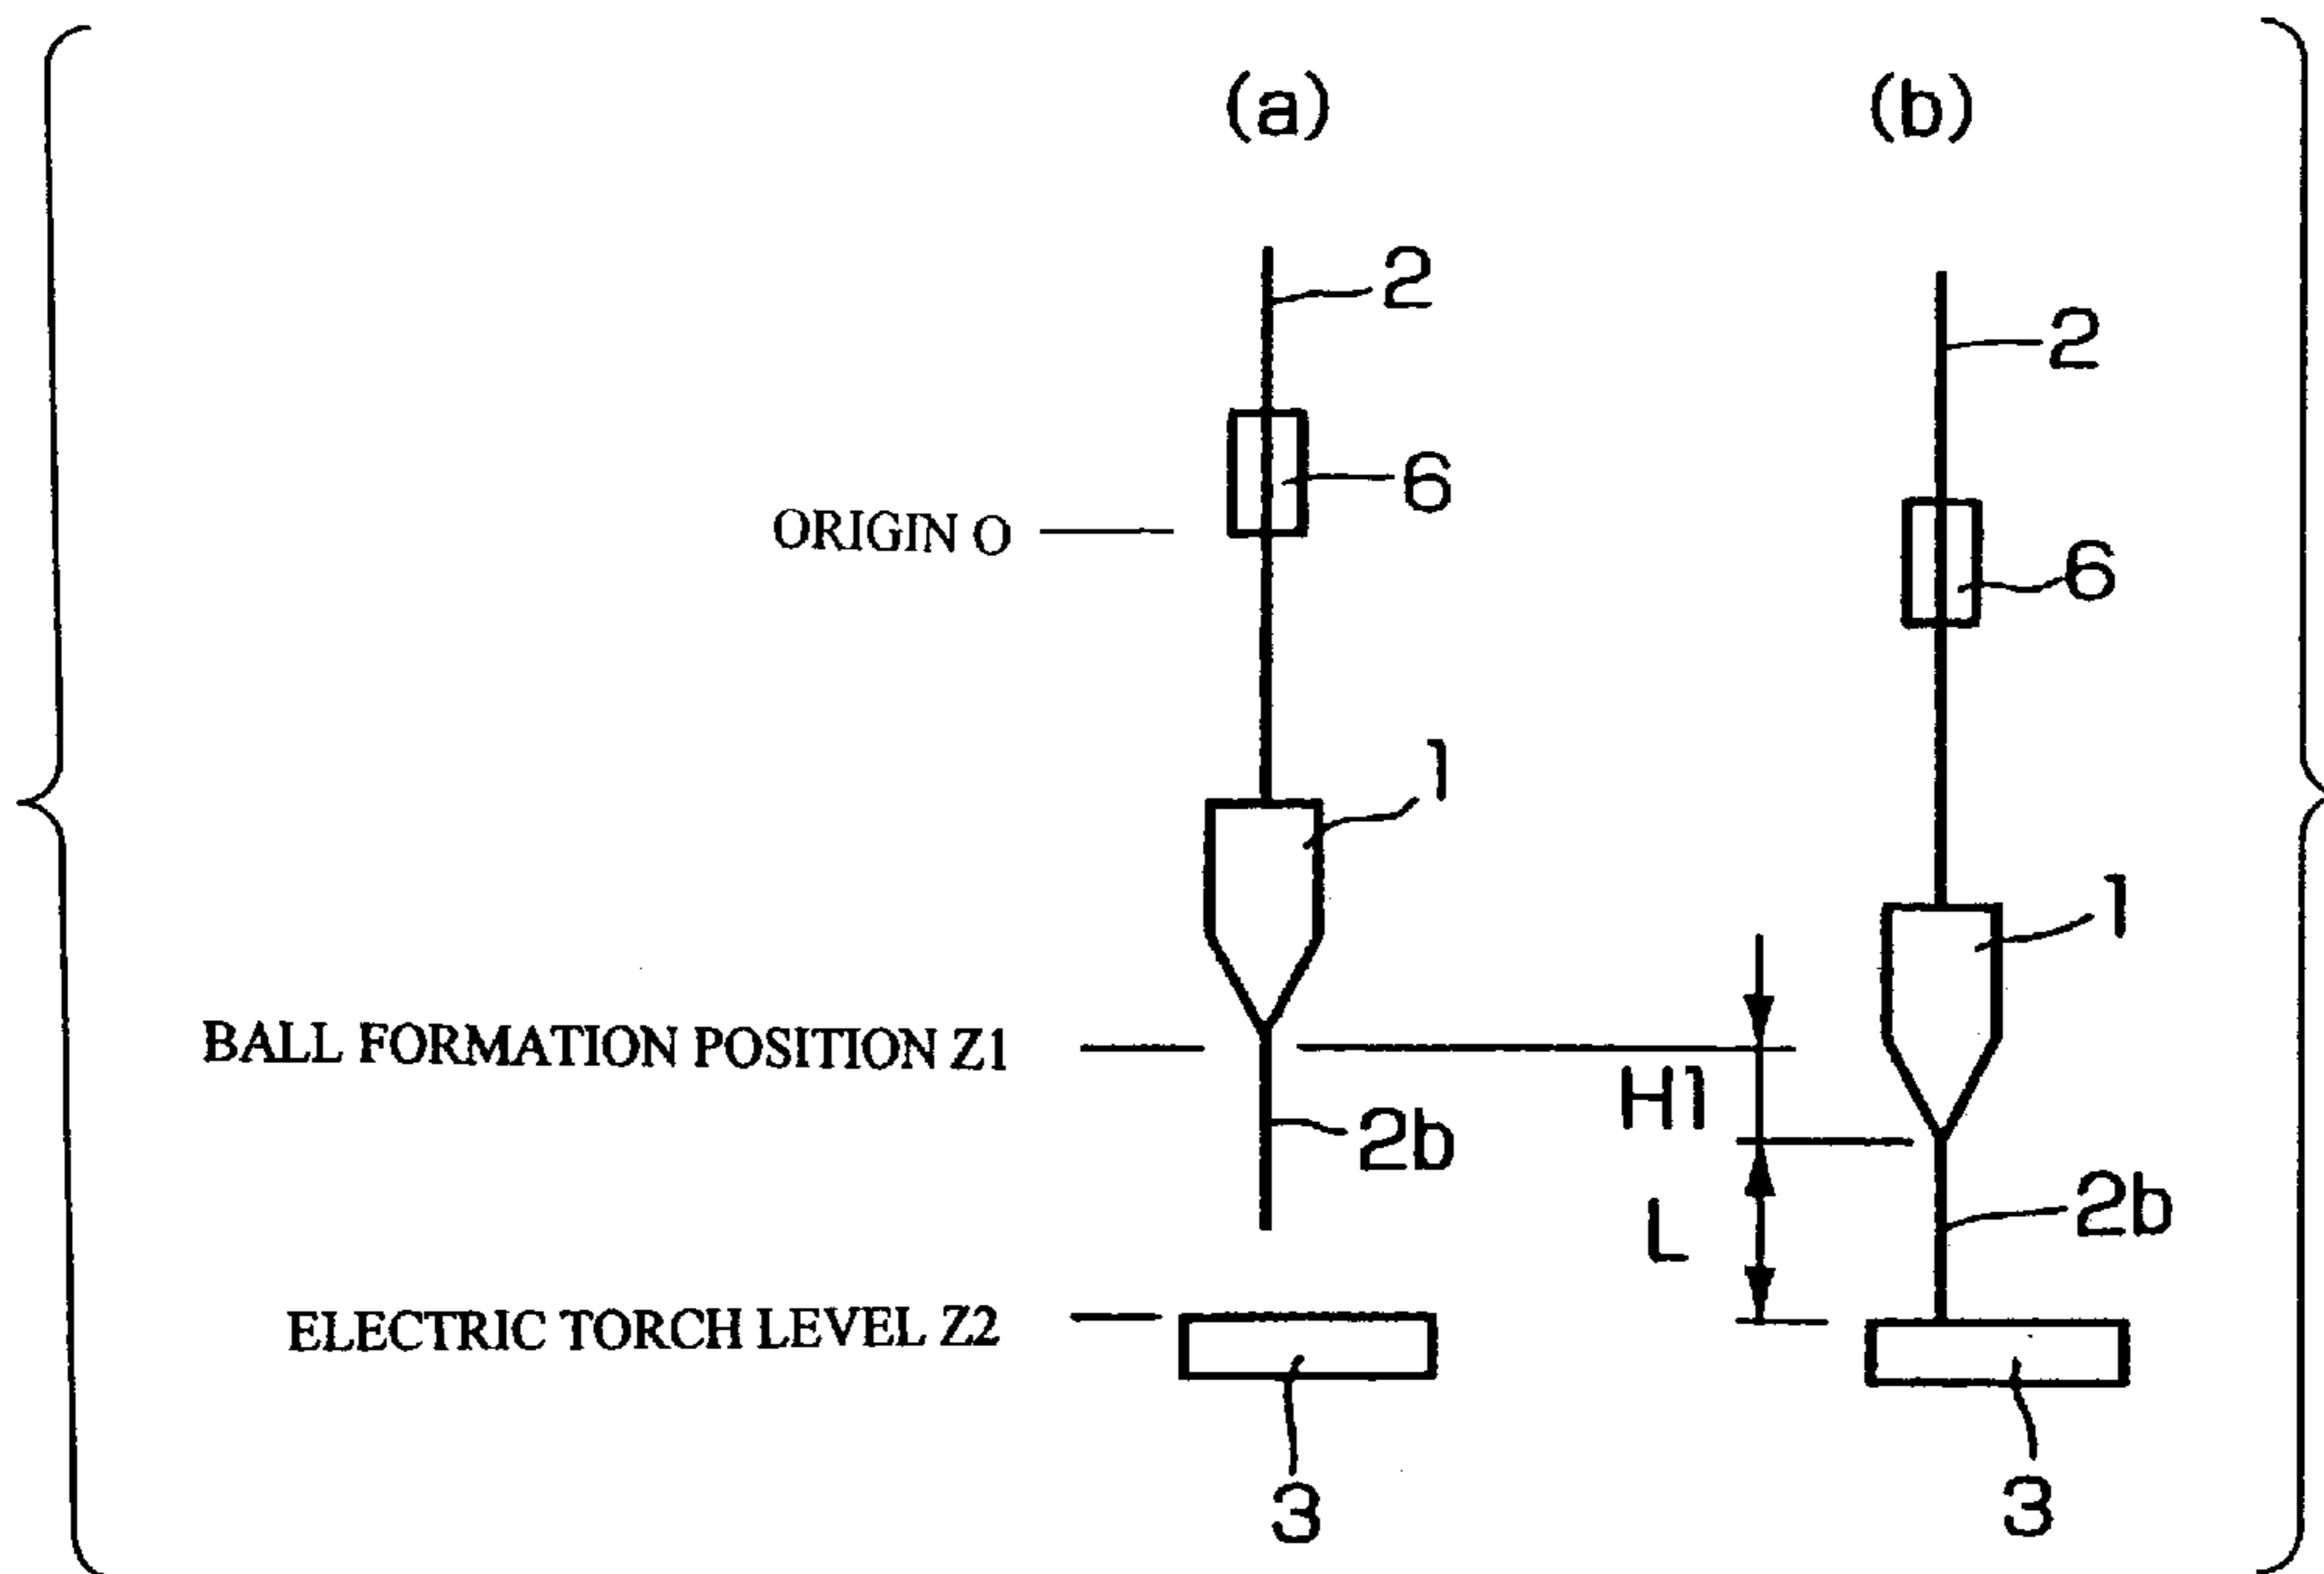 (a)
(b)
2
2
6
ORIGIN O
6
1
1
BALL FORMATION POSITION Z1
H1
2b
2b
L
ELECTRIC TORCH LEVEL Z2
3
3